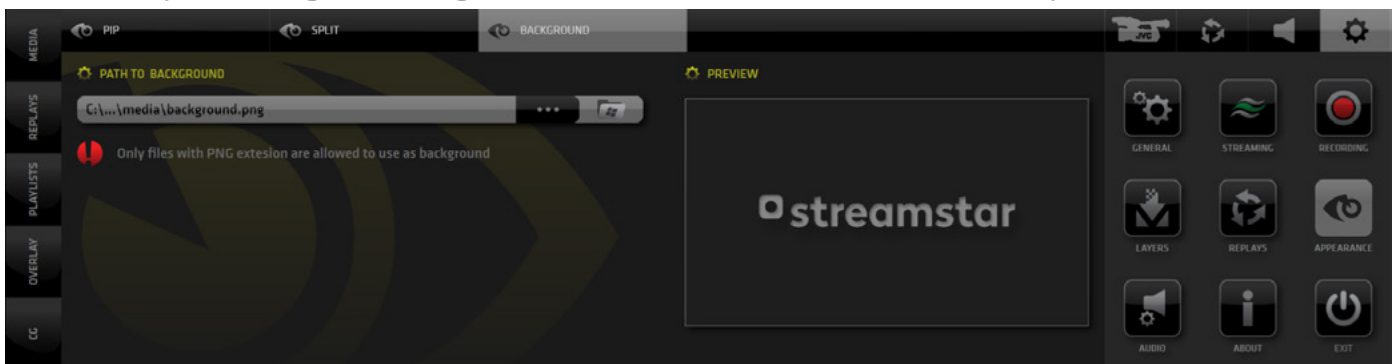 MEDIA
REPLAYS
PLAYLISTS
OVERLAY
CG
PIP
SPLIT
BACKGROUND
PATH TO BACKGROUND
C:\...\media\background.png
...
Only files with PNG extesion are allowed to use as background
PREVIEW
streamstar
JVC
GENERAL
STREAMING
RECORDING
LAYERS
REPLAYS
APPEARANCE
AUDIO
ABOUT
EXIT